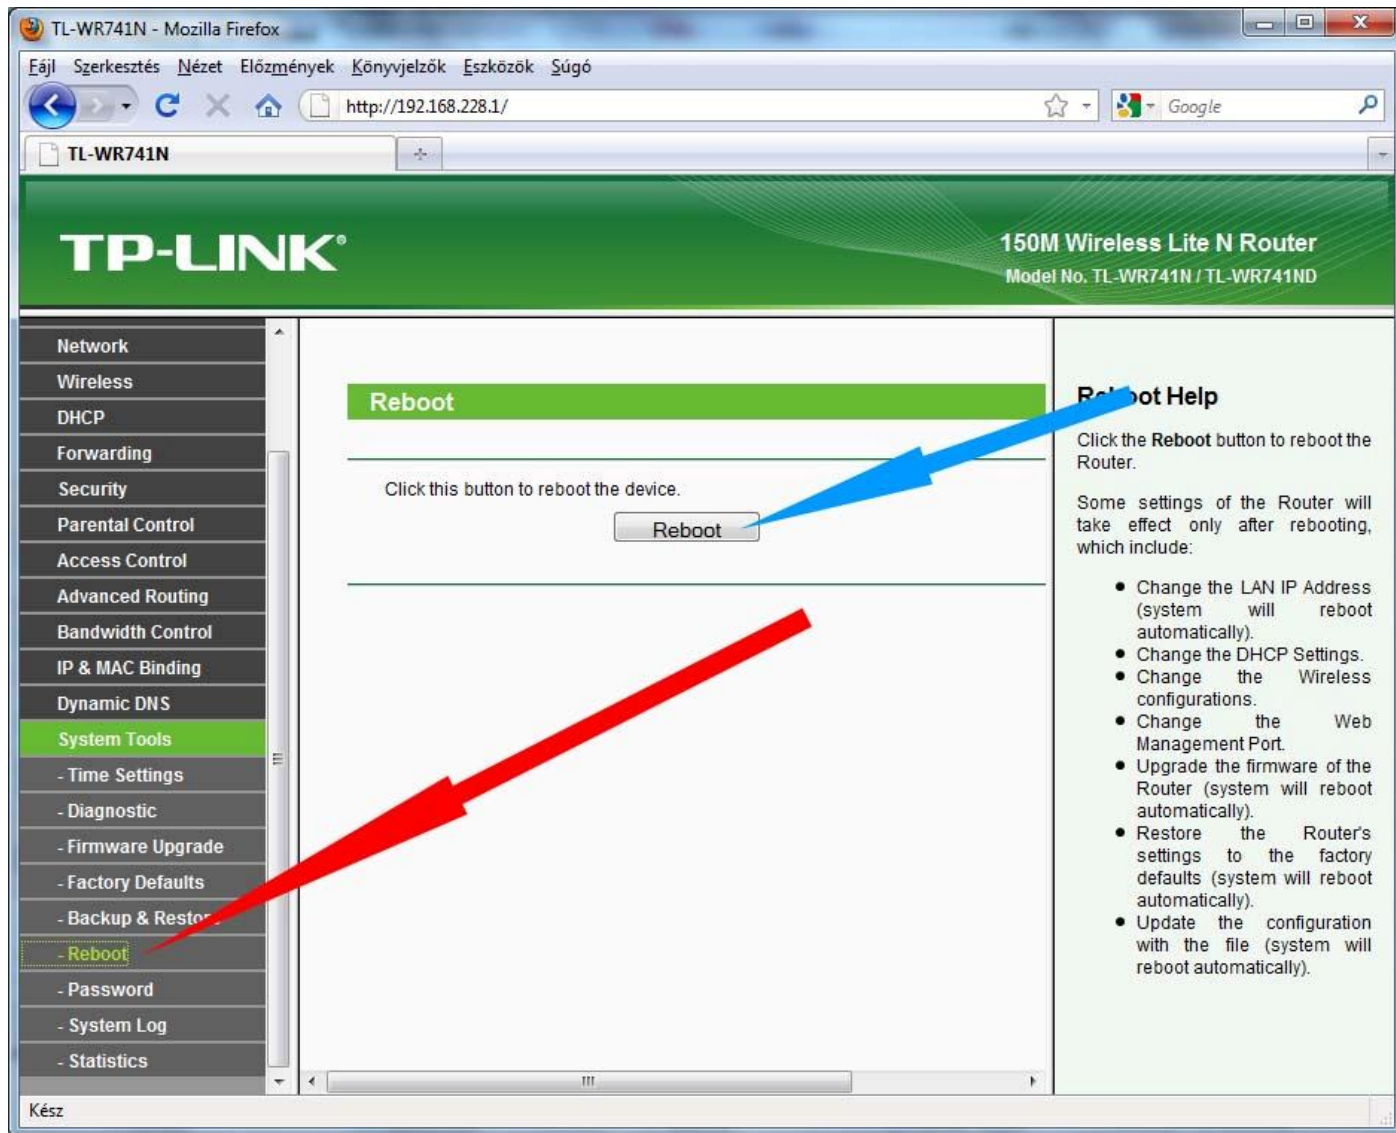 TL-WR741N - Mozilla Firefox
Fájl Szerkesztés Nézet Előzmények Könyvjelzők Eszközök Súgó
http://192.168.228.1/
Google
TL-WR741N
TP-LINK®
150M Wireless Lite N Router
Model No. TL-WR741N / TL-WR741ND
Network
Wireless
DHCP
Forwarding
Security
Parental Control
Access Control
Advanced Routing
Bandwidth Control
IP & MAC Binding
Dynamic DNS
System Tools
- Time Settings
- Diagnostic
- Firmware Upgrade
- Factory Defaults
- Backup & Restore
- Reboot
- Password
- System Log
- Statistics
Reboot
Click this button to reboot the device.
Reboot
Reboot Help
Click the Reboot button to reboot the
Router.
Some settings of the Router will
take effect only after rebooting,
which include:
• Change the LAN IP Address
(system will reboot
automatically).
• Change the DHCP Settings.
• Change the Wireless
configurations.
• Change the Web
Management Port.
• Upgrade the firmware of the
Router (system will reboot
automatically).
• Restore the Router's
settings to the factory
defaults (system will reboot
automatically).
• Update the configuration
with the file (system will
reboot automatically).
Kész